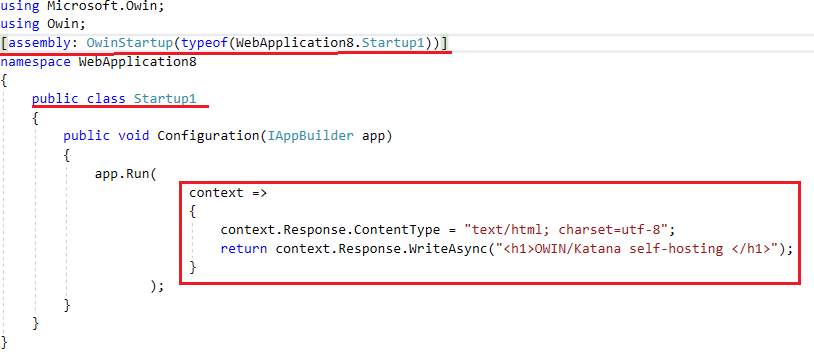 using Microsoft.Owin;
using Owin;
[assembly: OwinStartup(typeof(WebApplication8.Startup1))]
namespace WebApplication8
{
    public class Startup1
    {
        public void Configuration(IAppBuilder app)
        {
            app.Run(
                        context =>
                        {
                            context.Response.ContentType = "text/html; charset=utf-8";
                            return context.Response.WriteAsync("<h1>OWIN/Katana self-hosting </h1>");
                        }
                   );
        }
    }
}